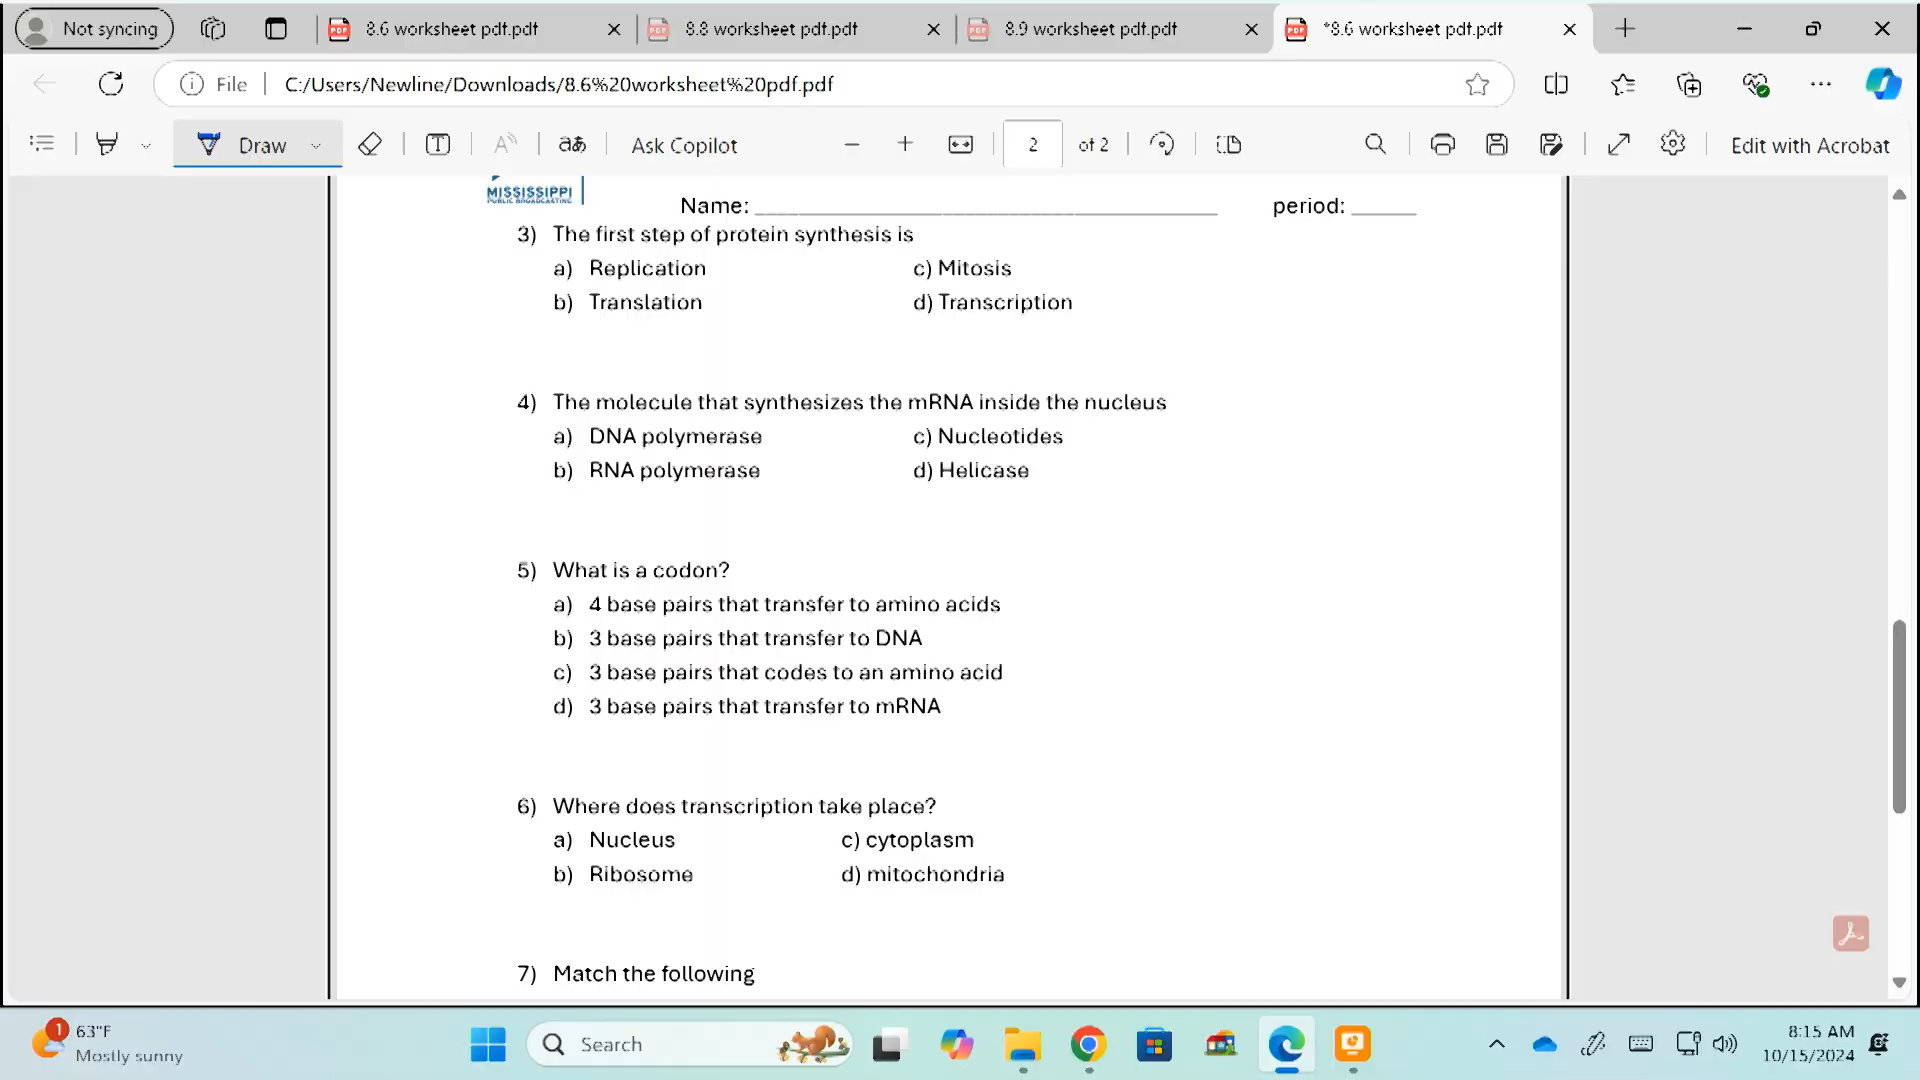 Not syncing
8.6 worksheet pdf.pdf
8.8 worksheet pdf.pdf
8.9 worksheet pdf.pdf
*8.6 worksheet pdf.pdf
File
C:/Users/Newline/Downloads/8.6%20worksheet%20pdf.pdf
Draw
Ask Copilot
2
of 2
Edit with Acrobat
MISSISSIPPI
PUBLIC BROADCASTING
Name: period:
3) The first step of protein synthesis is
a) Replication c) Mitosis
b) Translation d) Transcription
4) The molecule that synthesizes the mRNA inside the nucleus
a) DNA polymerase c) Nucleotides
b) RNA polymerase d) Helicase
5) What is a codon?
a) 4 base pairs that transfer to amino acids
b) 3 base pairs that transfer to DNA
c) 3 base pairs that codes to an amino acid
d) 3 base pairs that transfer to mRNA
6) Where does transcription take place?
a) Nucleus c) cytoplasm
b) Ribosome d) mitochondria
7) Match the following
1
63°F
Mostly sunny
Search
8:15 AM
10/15/2024